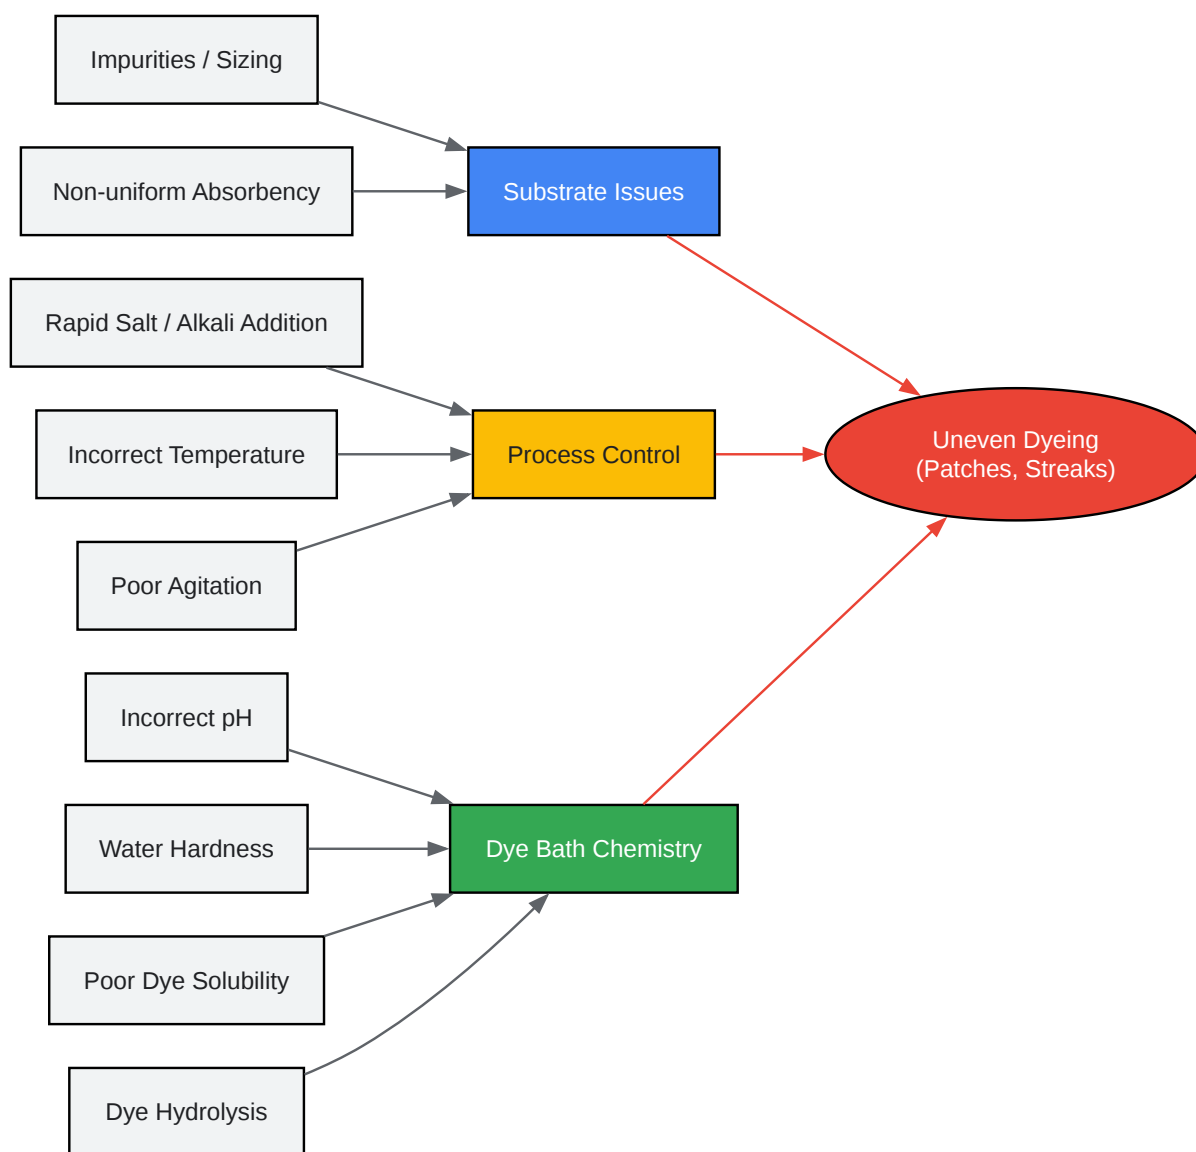 Impurities / Sizing
Non-uniform Absorbency
Substrate Issues
Rapid Salt / Alkali Addition
Incorrect Temperature
Process Control
Uneven Dyeing
(Patches, Streaks)
Poor Agitation
Incorrect pH
Water Hardness
Dye Bath Chemistry
Poor Dye Solubility
Dye Hydrolysis